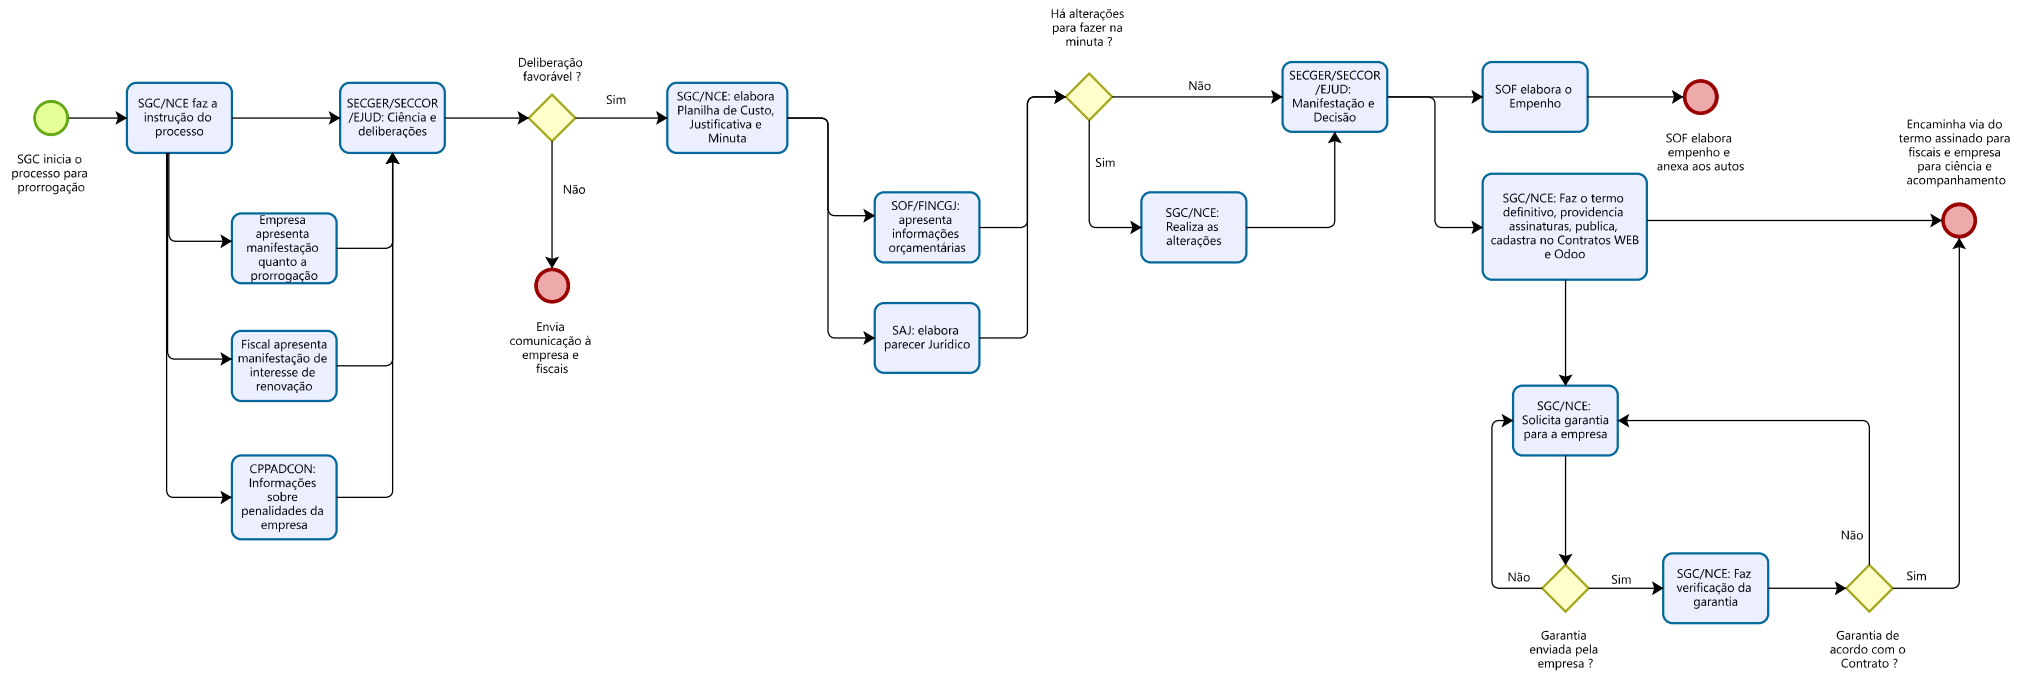 SGC inicia o
processo para
prorrogação
SGC/NCE faz a
instrução do
processo
Empresa
apresenta
manifestação
quanto a
prorrogação
Fiscal apresenta
manifestação de
interesse de
renovação
CPPADCON:
Informações
sobre
penalidades da
empresa
SECGER/SECCOR
/EJUD: Ciência e
deliberações
Deliberação
favorável ?
Sim
Não
Envia
comunicação à
empresa e
fiscais
SGC/NCE: elabora
Planilha de Custo,
Justificativa e
Minuta
SOF/FINCGJ:
apresenta
informações
orçamentárias
SAJ: elabora
parecer Jurídico
Há alterações
para fazer na
minuta ?
Não
Sim
SGC/NCE:
Realiza as
alterações
SECGER/SECCOR
/EJUD:
Manifestação e
Decisão
SOF elabora o
Empenho
SOF elabora
empenho e
anexa aos autos
SGC/NCE: Faz o termo
definitivo, providencia
assinaturas, publica,
cadastra no Contratos WEB
e Odoo
Encaminha via do
termo assinado para
fiscais e empresa
para ciência e
acompanhamento
SGC/NCE:
Solicita garantia
para a empresa
Não
Sim
Garantia
enviada pela
empresa ?
SGC/NCE: Faz
verificação da
garantia
Não
Sim
Garantia de
acordo com o
Contrato ?